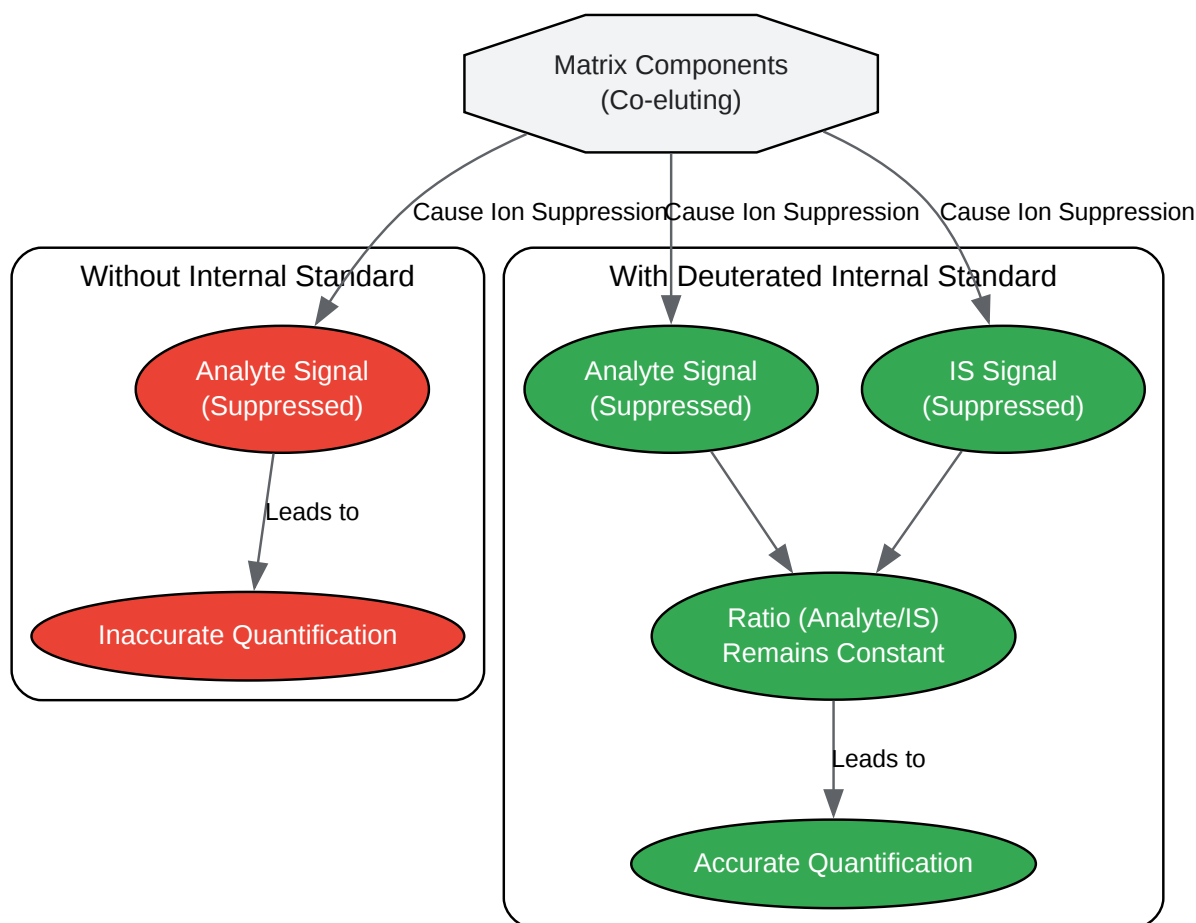 Matrix Components
(Co-eluting)
Cause Ion Suppression
Cause Ion Suppression
Cause Ion Suppression
Without Internal Standard
Analyte Signal
(Suppressed)
Leads to
Inaccurate Quantification
With Deuterated Internal Standard
Analyte Signal
(Suppressed)
IS Signal
(Suppressed)
Ratio (Analyte/IS)
Remains Constant
Leads to
Accurate Quantification